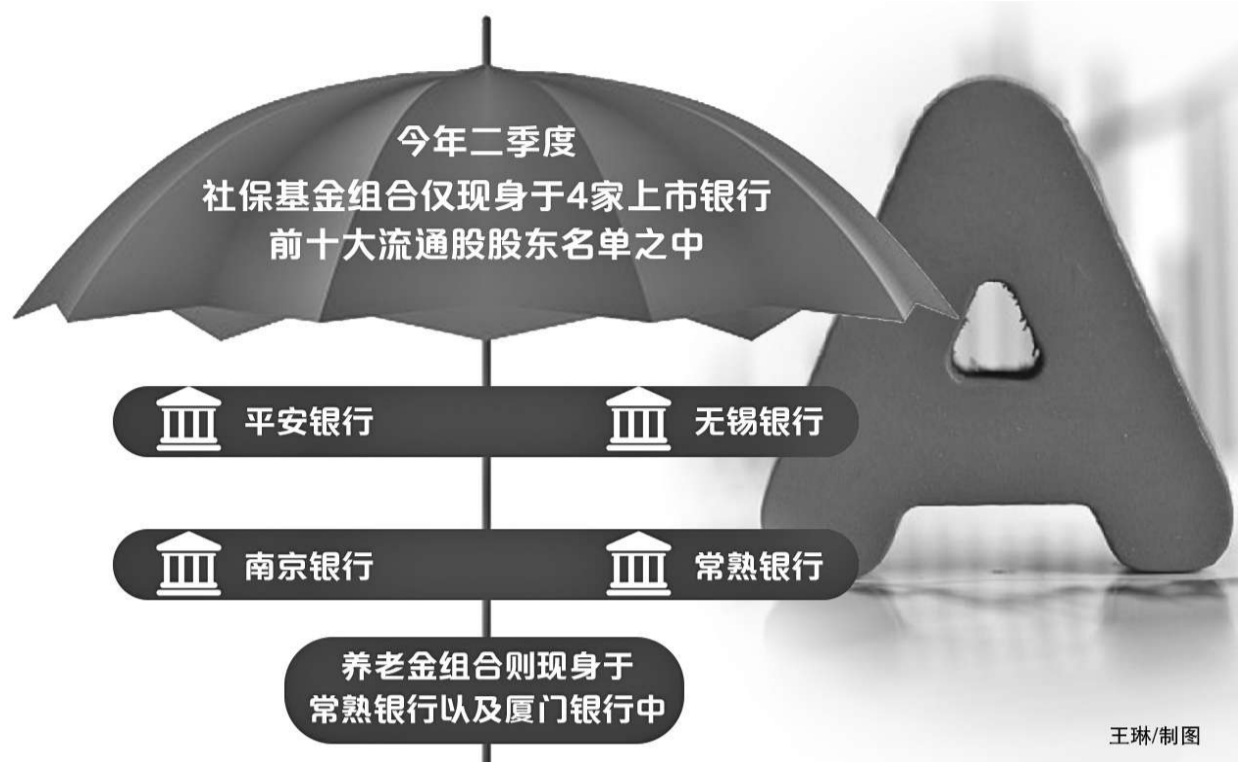 今年二季度
社保基金组合仅现身于4家上市银行
前十大流通股股东名单之中
平安银行
无锡银行
南京银行
常熟银行
养老金组合则现身于
常熟银行以及厦门银行中
王琳/制图